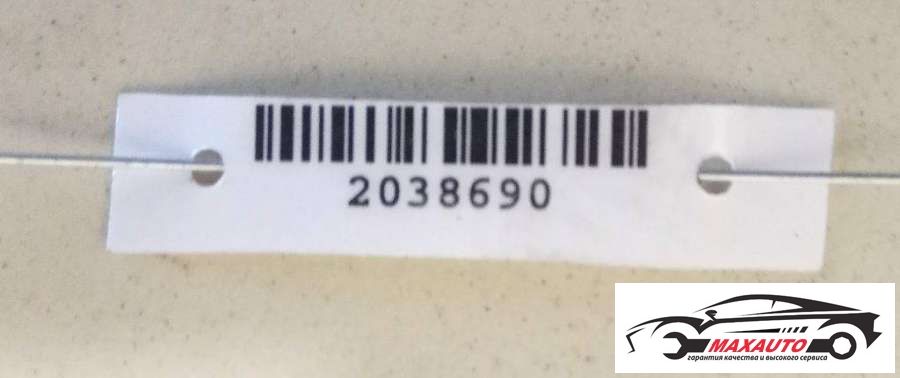 2038690
MAXAUTO
гарантия качества и высокого сервиса